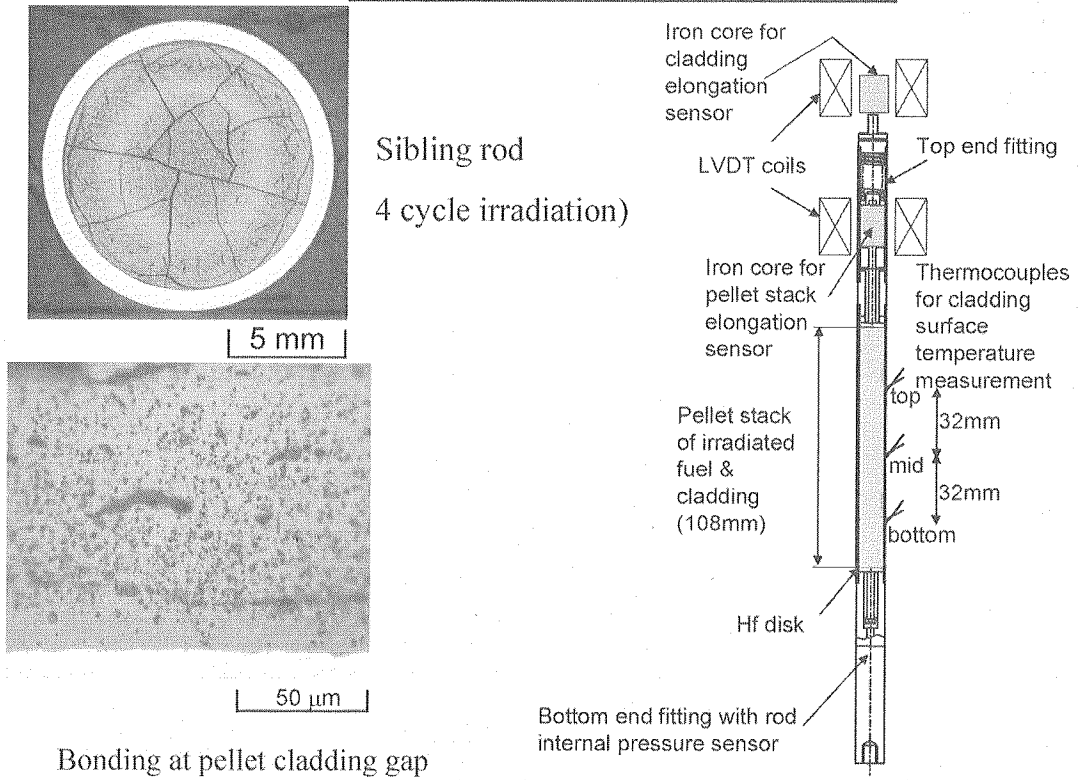 Sibling rod
4 cycle irradiation)
5 mm
50 μm
Bonding at pellet cladding gap
Iron core for
cladding
elongation
sensor
LVDT coils
Top end fitting
Iron core for
pellet stack
elongation
sensor
Thermocouples
for cladding
surface
temperature
measurement
top
32mm
mid
32mm
bottom
Pellet stack
of irradiated
fuel &
cladding
(108mm)
Hf disk
Bottom end fitting with rod
internal pressure sensor